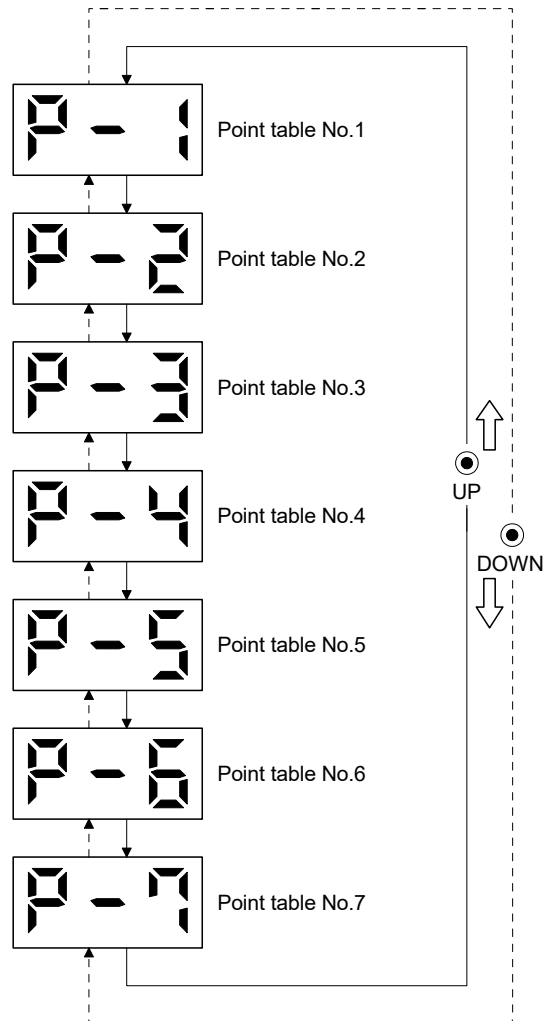 P - 1 Point table No.1
P - 2 Point table No.2
P - 3 Point table No.3
P - 4 Point table No.4
UP
DOWN
P - 5 Point table No.5
P - 6 Point table No.6
P - 7 Point table No.7